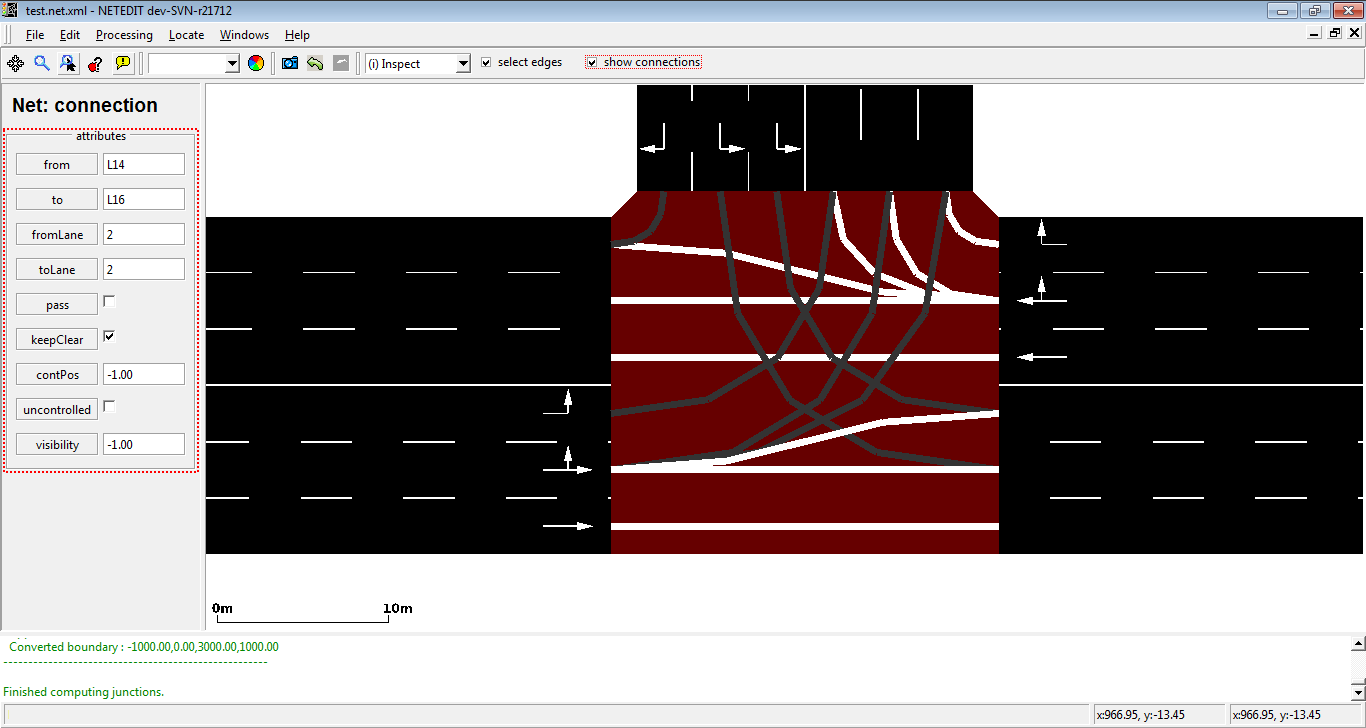 test.net.xml - NETEDIT dev-SVN-r21712
File Edit Processing Locate Windows Help
(i) Inspect select edges show connections
Net: connection
attributes
from L14
to L16
fromLane 2
toLane 2
pass
keepClear
contPos -1.00
uncontrolled
visibility -1.00
0m 10m
Converted boundary : -1000.00,0.00,3000.00,1000.00
-----------------------------------------------------
Finished computing junctions.
x:966.95, y:-13.45 x:966.95, y:-13.45